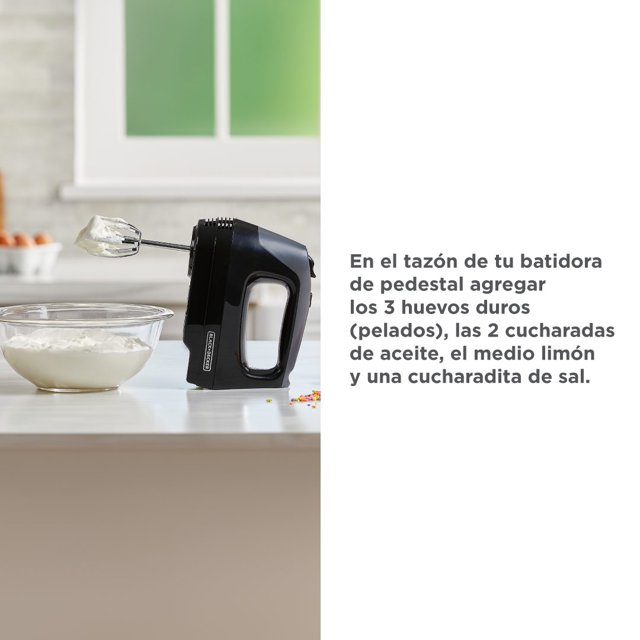 BLACK+DECKER
En el tazón de tu batidora
de pedestal agregar
los 3 huevos duros
(pelados), las 2 cucharadas
de aceite, el medio limón
y una cucharadita de sal.